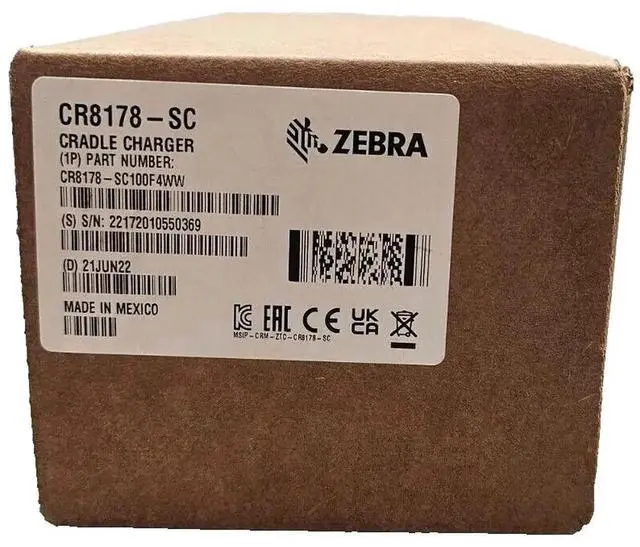 CR8178-SC
CRADLE CHARGER
(1P) PART NUMBER:
CR8178-SC100F4WW
(S) S/N: 22172010550369
(D) 21JUN22
MADE IN MEXICO
ZEBRA
EAC CE UK CA
MSIP-CRM-ZTC-CR8178-SC